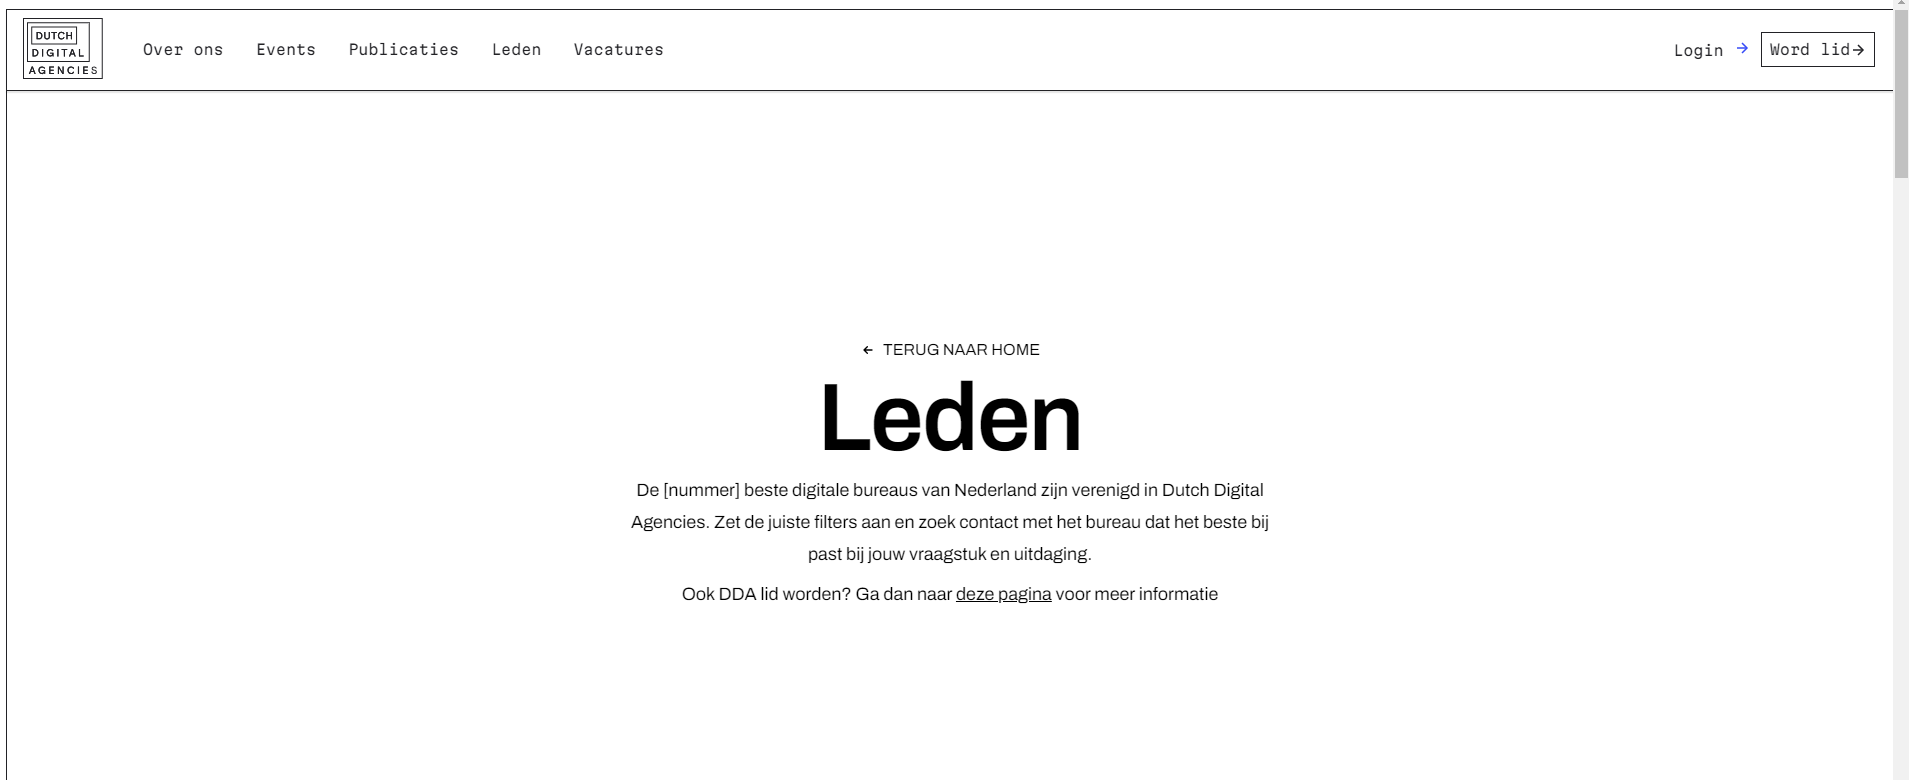 DUTCH
DIGITAL
AGENCIES
Over ons Events Publicaties Leden Vacatures Login → Word lid→
← TERUG NAAR HOME
Leden
De [nummer] beste digitale bureaus van Nederland zijn verenigd in Dutch Digital
Agencies. Zet de juiste filters aan en zoek contact met het bureau dat het beste bij
past bij jouw vraagstuk en uitdaging.
Ook DDA lid worden? Ga dan naar deze pagina voor meer informatie